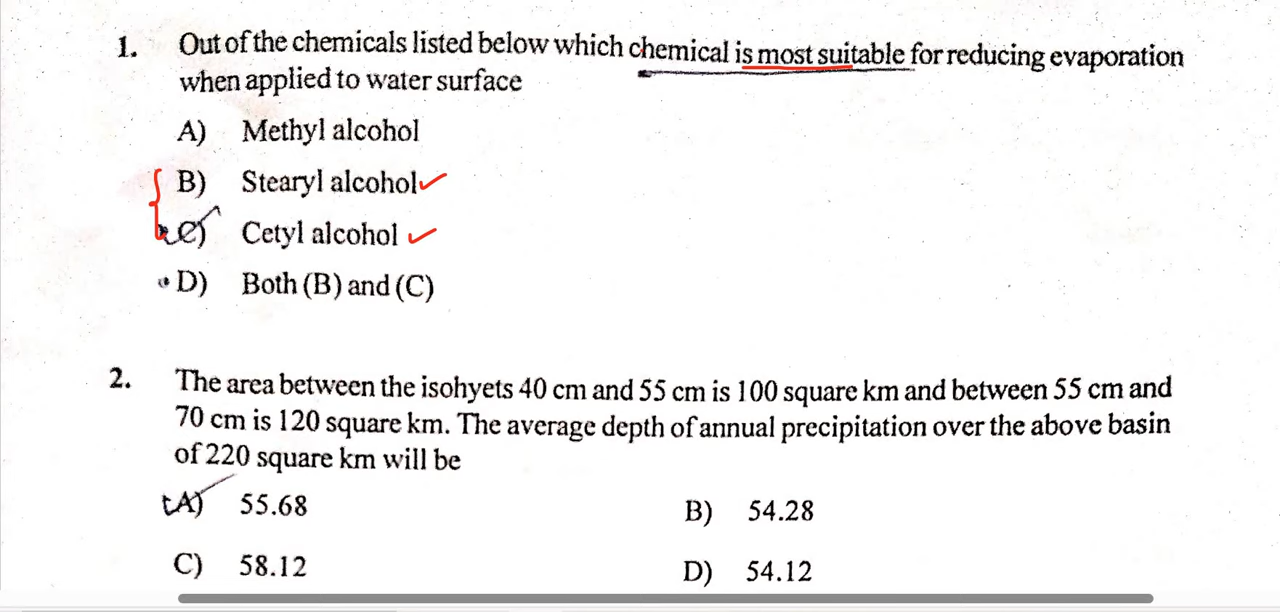 1. Out of the chemicals listed below which chemical is most suitable for reducing evaporation
when applied to water surface
A) Methyl alcohol
B) Stearyl alcohol
C) Cetyl alcohol
D) Both (B) and (C)
2. The area between the isohyets 40 cm and 55 cm is 100 square km and between 55 cm and
70 cm is 120 square km. The average depth of annual precipitation over the above basin
of 220 square km will be
A) 55.68 B) 54.28
C) 58.12 D) 54.12